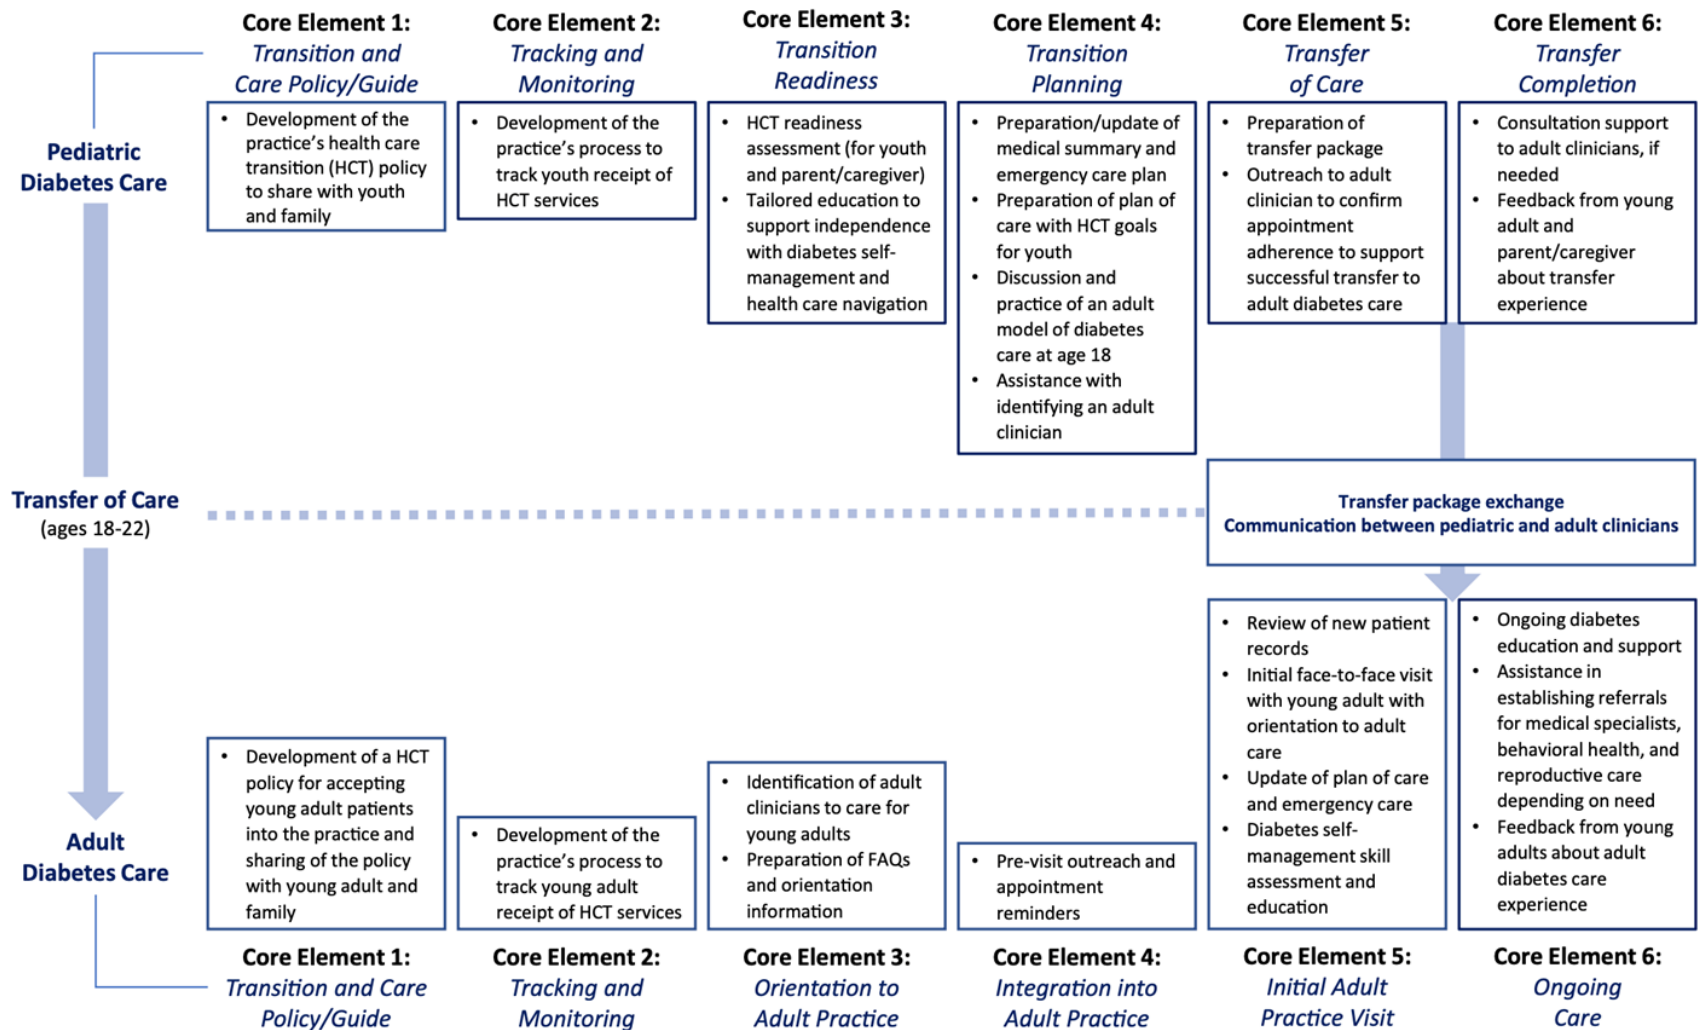 Core Element 1:
Transition and
Care Policy/Guide
Core Element 2:
Tracking and
Monitoring
Core Element 3:
Transition
Readiness
Core Element 4:
Transition
Planning
Core Element 5:
Transfer
of Care
Core Element 6:
Transfer
Completion
Pediatric
Diabetes Care
• Development of the
practice's health care
transition (HCT) policy
to share with youth
and family
• Development of the
practice's process to
track youth receipt of
HCT services
• HCT readiness
assessment (for youth
and parent/caregiver)
• Tailored education to
support independence
with diabetes self-
management and
health care navigation
• Preparation/update of
medical summary and
emergency care plan
• Preparation of plan of
care with HCT goals
for youth
• Discussion and
practice of an adult
model of diabetes
care at age 18
• Assistance with
identifying an adult
clinician
• Preparation of
transfer package
• Outreach to adult
clinician to confirm
appointment
adherence to support
successful transfer to
adult diabetes care
• Consultation support
to adult clinicians, if
needed
• Feedback from young
adult and
parent/caregiver
about transfer
experience
Transfer of Care
(ages 18-22)
Transfer package exchange
Communication between pediatric and adult clinicians
Adult
Diabetes Care
• Development of a HCT
policy for accepting
young adult patients
into the practice and
sharing of the policy
with young adult and
family
• Development of the
practice's process to
track young adult
receipt of HCT services
• Identification of adult
clinicians to care for
young adults
• Preparation of FAQs
and orientation
information
• Pre-visit outreach and
appointment
reminders
• Review of new patient
records
• Initial face-to-face visit
with young adult with
orientation to adult
care
• Update of plan of care
and emergency care
• Diabetes self-
management skill
assessment and
education
• Ongoing diabetes
education and support
• Assistance in
establishing referrals
for medical specialists,
behavioral health, and
reproductive care
depending on need
• Feedback from young
adults about adult
diabetes care
experience
Core Element 1:
Transition and Care
Policy/Guide
Core Element 2:
Tracking and
Monitoring
Core Element 3:
Orientation to
Adult Practice
Core Element 4:
Integration into
Adult Practice
Core Element 5:
Initial Adult
Practice Visit
Core Element 6:
Ongoing
Care